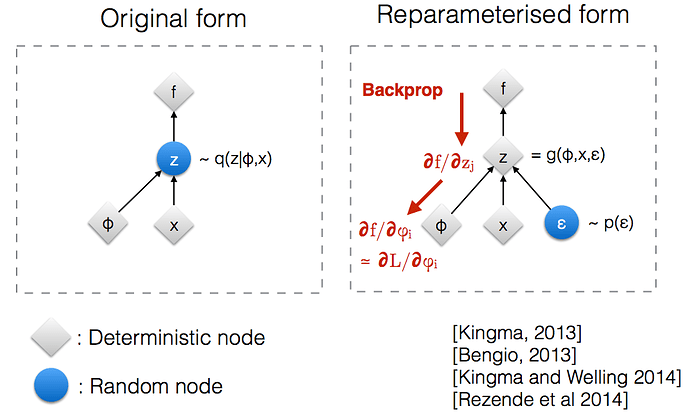 Original form
Reparameterised form
f
z
~ q(z|ϕ,x)
ϕ
x
Backprop
f
∂f/∂zj
z
= g(ϕ,x,ε)
∂f/∂φi
≃ ∂L/∂φi
ϕ
x
ε
~ p(ε)
: Deterministic node
: Random node
[Kingma, 2013]
[Bengio, 2013]
[Kingma and Welling 2014]
[Rezende et al 2014]